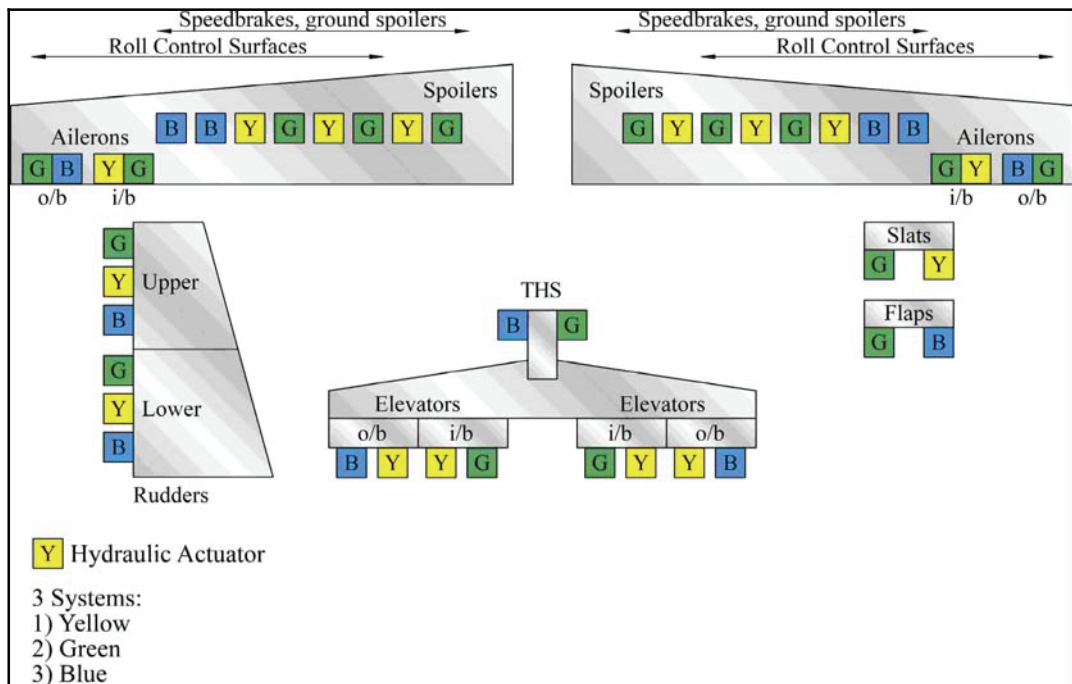 Speedbrakes, ground spoilers
Speedbrakes, ground spoilers
Roll Control Surfaces
Roll Control Surfaces
Spoilers
Spoilers
B B Y G Y G Y G
G Y G Y G Y B B
Ailerons
Ailerons
G B Y G
G Y B G
o/b i/b
i/b o/b
G
Y
B
Upper
G
Y
B
Lower
Rudders
Slats
G Y
Flaps
G B
THS
B G
Elevators
Elevators
o/b i/b
i/b o/b
B Y Y G
G Y Y B
Y Hydraulic Actuator
3 Systems:
1) Yellow
2) Green
3) Blue